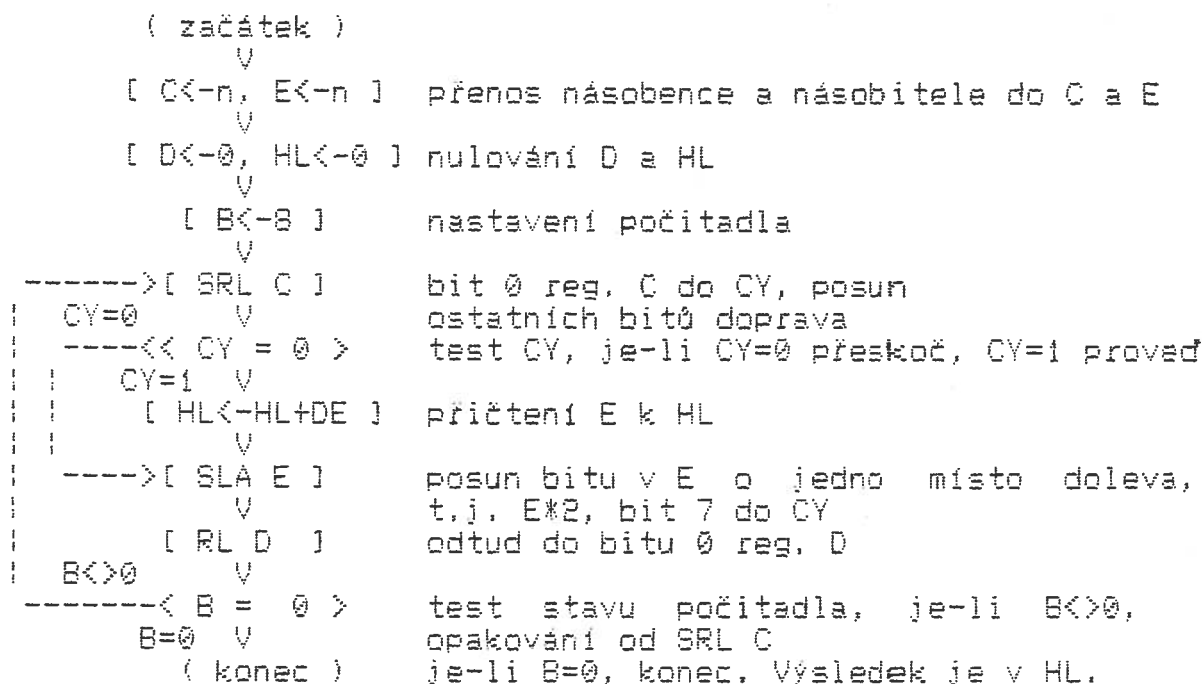 ( začátek )
V
[ C<-n, E<-n ] přenos násobence a násobitele do C a E
V
[ D<-0, HL<-0 ] nulování D a HL
V
[ B<-8 ] nastavení počitadla
V
------>[ SRL C ] bit 0 reg. C do CY, posun
CY=0 V ostatních bitů doprava
----<< CY = 0 > test CY, je-li CY=0 přeskoč, CY=1 proveď
CY=1 V
[ HL<-HL+DE ] přičtení E k HL
V
---->[ SLA E ] posun bitu v E o jedno místo doleva,
V t.j. E*2, bit 7 do CY
[ RL D ] odtud do bitu 0 reg. D
B<>0 V
-------< B = 0 > test stavu počitadla, je-li B<>0,
B=0 V opakování od SRL C
( konec ) je-li B=0, konec. Výsledek je v HL.